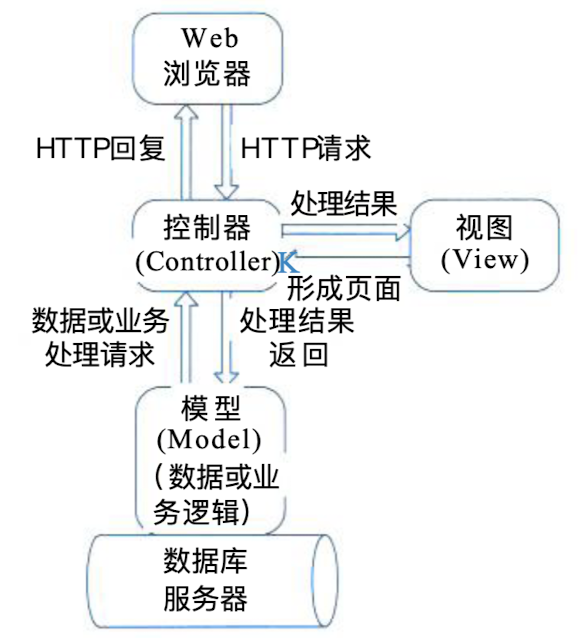 Web
浏览器
HTTP回复
HTTP请求
处理结果
控制器
(Controller)
视图
(View)
形成页面
数据或业务
处理请求
处理结果
返回
模型
(Model)
(数据或业
务逻辑)
数据库
服务器